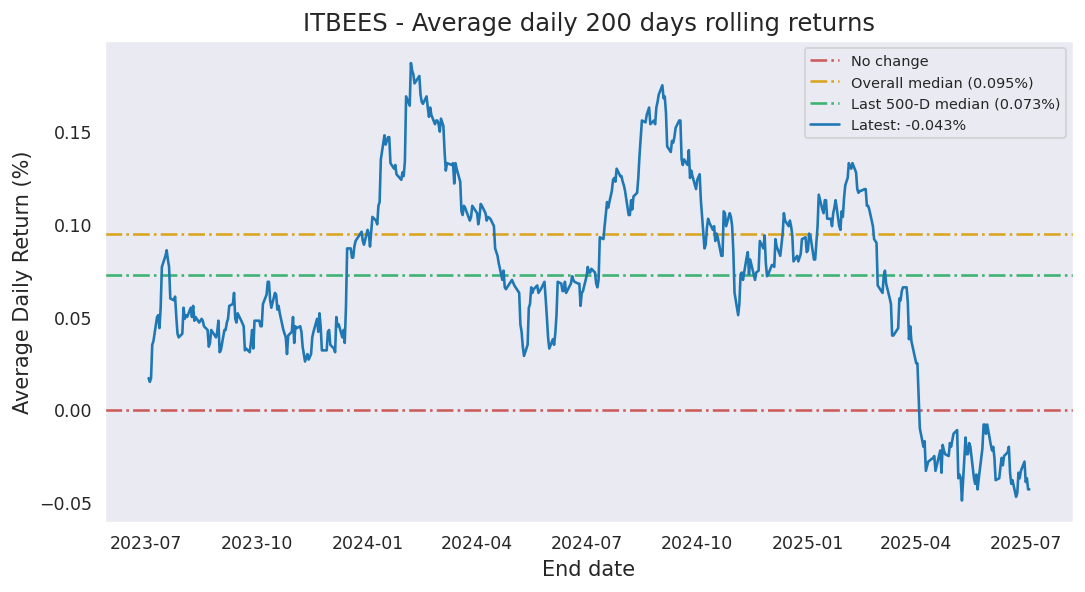 ITBEES - Average daily 200 days rolling returns
No change
Overall median (0.095%)
Last 500-D median (0.073%)
Latest: -0.043%
Average Daily Return (%)
0.15
0.10
0.05
0.00
−0.05
2023-07 2023-10 2024-01 2024-04 2024-07 2024-10 2025-01 2025-04 2025-07
End date